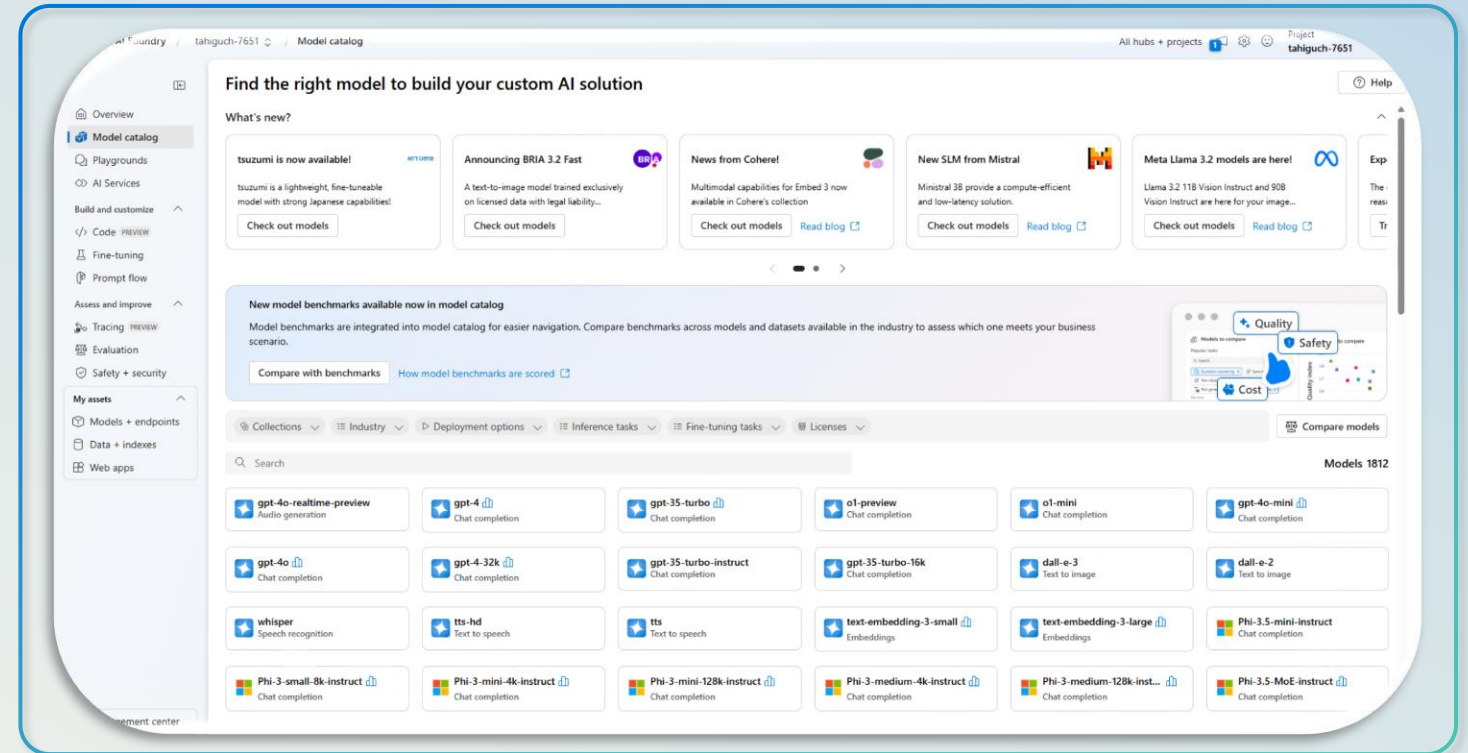 AI Foundry / tahiguch-7651 / Model catalog
All hubs + projects
1
Project
tahiguch-7651
Overview
Model catalog
Playgrounds
AI Services
Build and customize
Code PREVIEW
Fine-tuning
Prompt flow
Assess and improve
Tracing PREVIEW
Evaluation
Safety + security
My assets
Models + endpoints
Data + indexes
Web apps
center
Find the right model to build your custom AI solution
Help
What's new?
tsuzumi is now available!
tsuzumi is a lightweight, fine-tuneable
model with strong Japanese capabilities!
Check out models
Announcing BRIA 3.2 Fast
BRIA
A text-to-image model trained exclusively
on licensed data with legal liability...
Check out models
News from Cohere!
Multimodal capabilities for Embed 3 now
available in Cohere's collection
Check out models Read blog
New SLM from Mistral
Ministral 3B provide a compute-efficient
and low-latency solution.
Check out models Read blog
Meta Llama 3.2 models are here!
Llama 3.2 11B Vision Instruct and 90B
Vision Instruct are here for your image...
Check out models Read blog
Exp
The
reas
Tr
New model benchmarks available now in model catalog
Model benchmarks are integrated into model catalog for easier navigation. Compare benchmarks across models and datasets available in the industry to assess which one meets your business
scenario.
Compare with benchmarks How model benchmarks are scored
Quality
Safety
Cost
Models to compare
Popular tasks
Quality index
Collections Industry Deployment options Inference tasks Fine-tuning tasks Licenses
Compare models
Search
Models 1812
gpt-4o-realtime-preview
Audio generation
gpt-4
Chat completion
gpt-35-turbo
Chat completion
o1-preview
Chat completion
o1-mini
Chat completion
gpt-4o-mini
Chat completion
gpt-4o
Chat completion
gpt-4-32k
Chat completion
gpt-35-turbo-instruct
Chat completion
gpt-35-turbo-16k
Chat completion
dall-e-3
Text to image
dall-e-2
Text to image
whisper
Speech recognition
tts-hd
Text to speech
tts
Text to speech
text-embedding-3-small
Embeddings
text-embedding-3-large
Embeddings
Phi-3.5-mini-instruct
Chat completion
Phi-3-small-8k-instruct
Chat completion
Phi-3-mini-4k-instruct
Chat completion
Phi-3-mini-128k-instruct
Chat completion
Phi-3-medium-4k-instruct
Chat completion
Phi-3-medium-128k-inst...
Chat completion
Phi-3.5-MoE-instruct
Chat completion